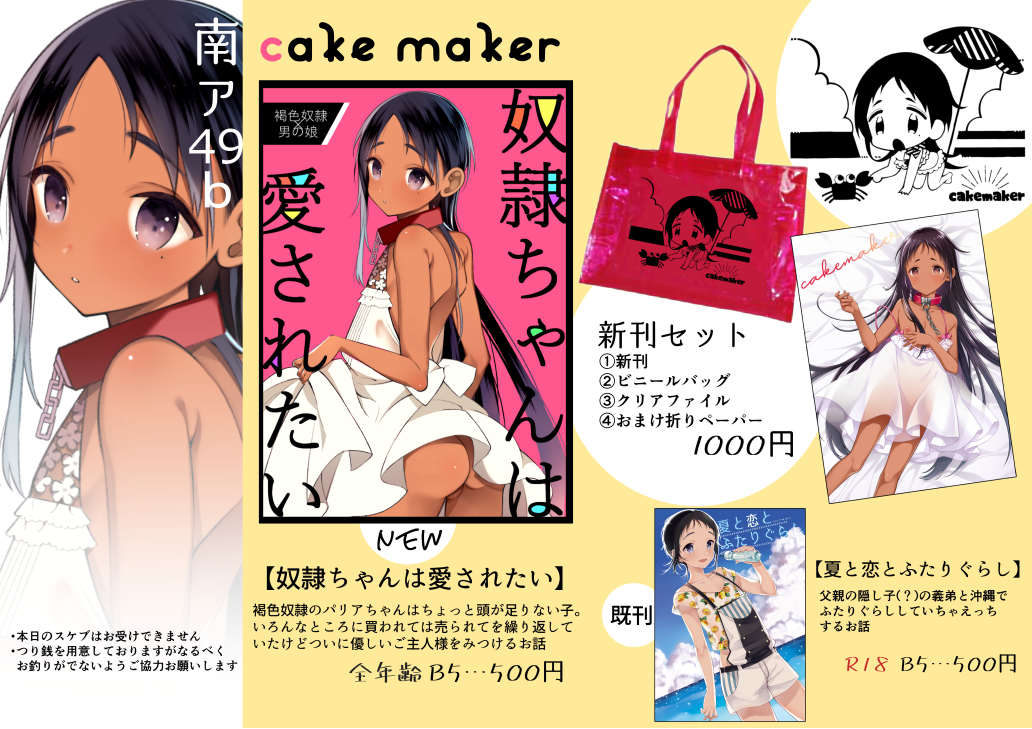 南ア49b
・本日のスケブはお受けできません
・つり銭を用意しておりますがなるべく
お釣りがでないようご協力お願いします
cake maker
褐色奴隷
×
男の娘
奴隷ちゃんは
愛されたい
NEW
【奴隷ちゃんは愛されたい】
褐色奴隷のパリアちゃんはちょっと頭が足りない子。
いろんなところに買われては売られてを繰り返して
いたけどついに優しいご主人様をみつけるお話
全年齢 B5…500円
cakemaker
cakemaker
新刊セット
①新刊
②ビニールバッグ
③クリアファイル
④おまけ折りペーパー
1000円
cakemaker
既刊
夏と恋と
ふたりぐらし
【夏と恋とふたりぐらし】
父親の隠し子(?)の義弟と沖縄で
ふたりぐらししていちゃえっち
するお話
R18 B5…500円